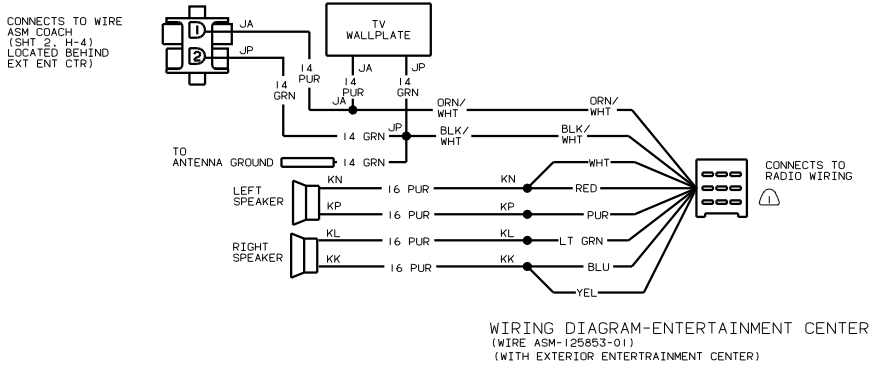 CONNECTS TO WIRE
ASM COACH
(SHT 2, H-4)
LOCATED BEHIND
EXT ENT CTR)
1
2
JA
JP
TV
WALLPLATE
JA
JP
14
PUR
14
GRN
14
PUR
14
GRN
JA
ORN/
WHT
ORN/
WHT
JP
14 GRN
BLK/
WHT
BLK/
WHT
TO
ANTENNA GROUND
14 GRN
WHT
CONNECTS TO
RADIO WIRING
1
LEFT
SPEAKER
KN
16 PUR
KN
RED
KP
16 PUR
KP
PUR
RIGHT
SPEAKER
KL
16 PUR
KL
LT GRN
KK
16 PUR
KK
BLU
YEL
WIRING DIAGRAM-ENTERTAINMENT CENTER
(WIRE ASM-125853-01)
(WITH EXTERIOR ENTERTRAINMENT CENTER)